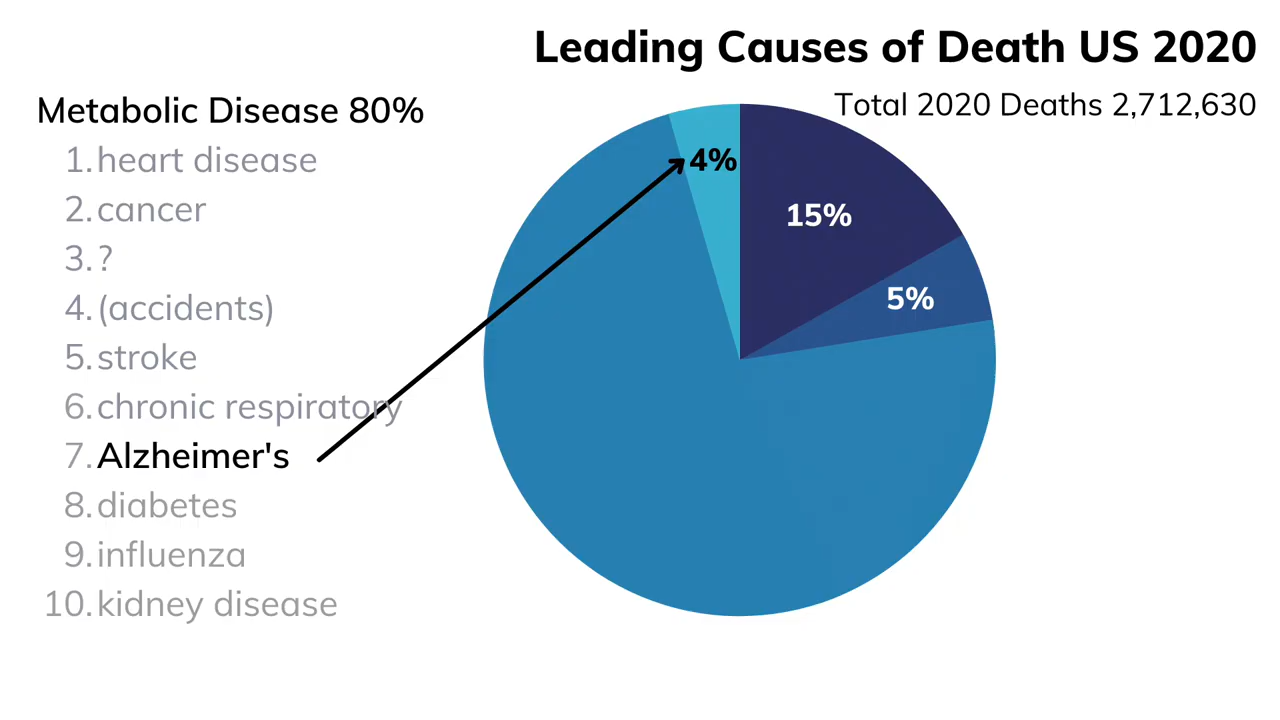 Leading Causes of Death US 2020
Total 2020 Deaths 2,712,630
Metabolic Disease 80%
1. heart disease
2. cancer
3. ?
4. (accidents)
5. stroke
6. chronic respiratory
7. Alzheimer's
8. diabetes
9. influenza
10. kidney disease
4%
15%
5%